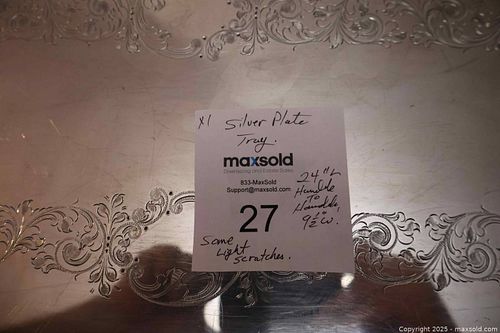 x1 Silver Plate
Tray.
maxsold
Downsizing and Estate Sales
833-MaxSold
Support@maxsold.com
27
24"L
Handle
To
Handle,
9 1/2"W.
Some
Light
Scratches.
Copyright 2025 - maxsold.com